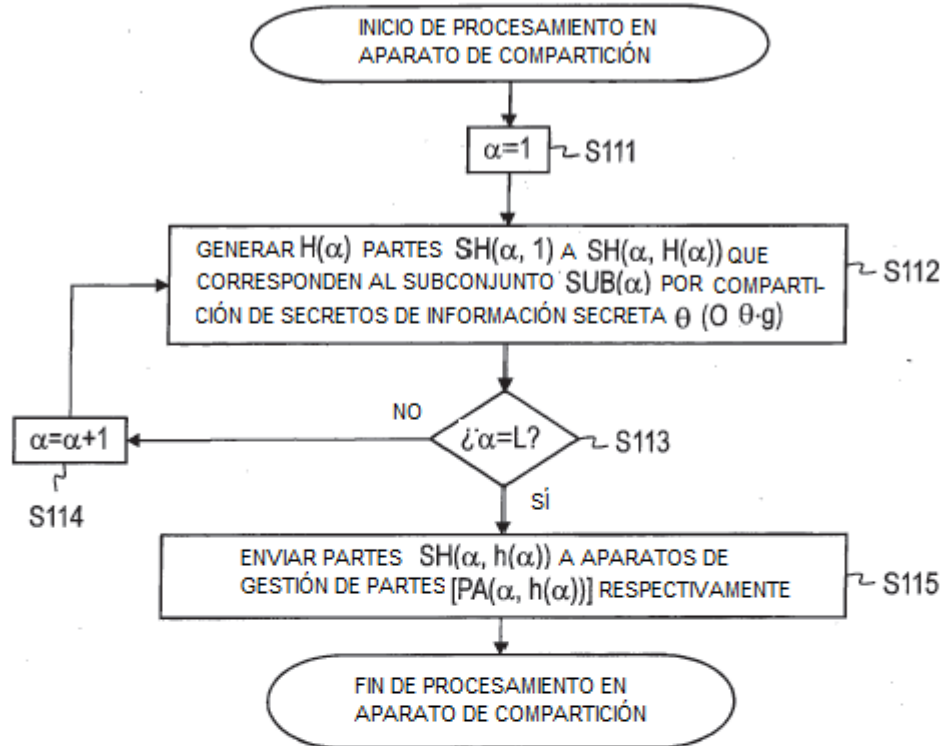 INICIO DE PROCESAMIENTO EN
APARATO DE COMPARTICIÓN
α=1
S111
GENERAR H(α) PARTES SH(α, 1) A SH(α, H(α)) QUE
CORRESPONDEN AL SUBCONJUNTO SUB(α) POR COMPARTI-
CIÓN DE SECRETOS DE INFORMACIÓN SECRETA θ (O θ·g)
S112
NO
¿α=L?
S113
α=α+1
S114
SÍ
ENVIAR PARTES SH(α, h(α)) A APARATOS DE
GESTIÓN DE PARTES [PA(α, h(α))] RESPECTIVAMENTE
S115
FIN DE PROCESAMIENTO EN
APARATO DE COMPARTICIÓN